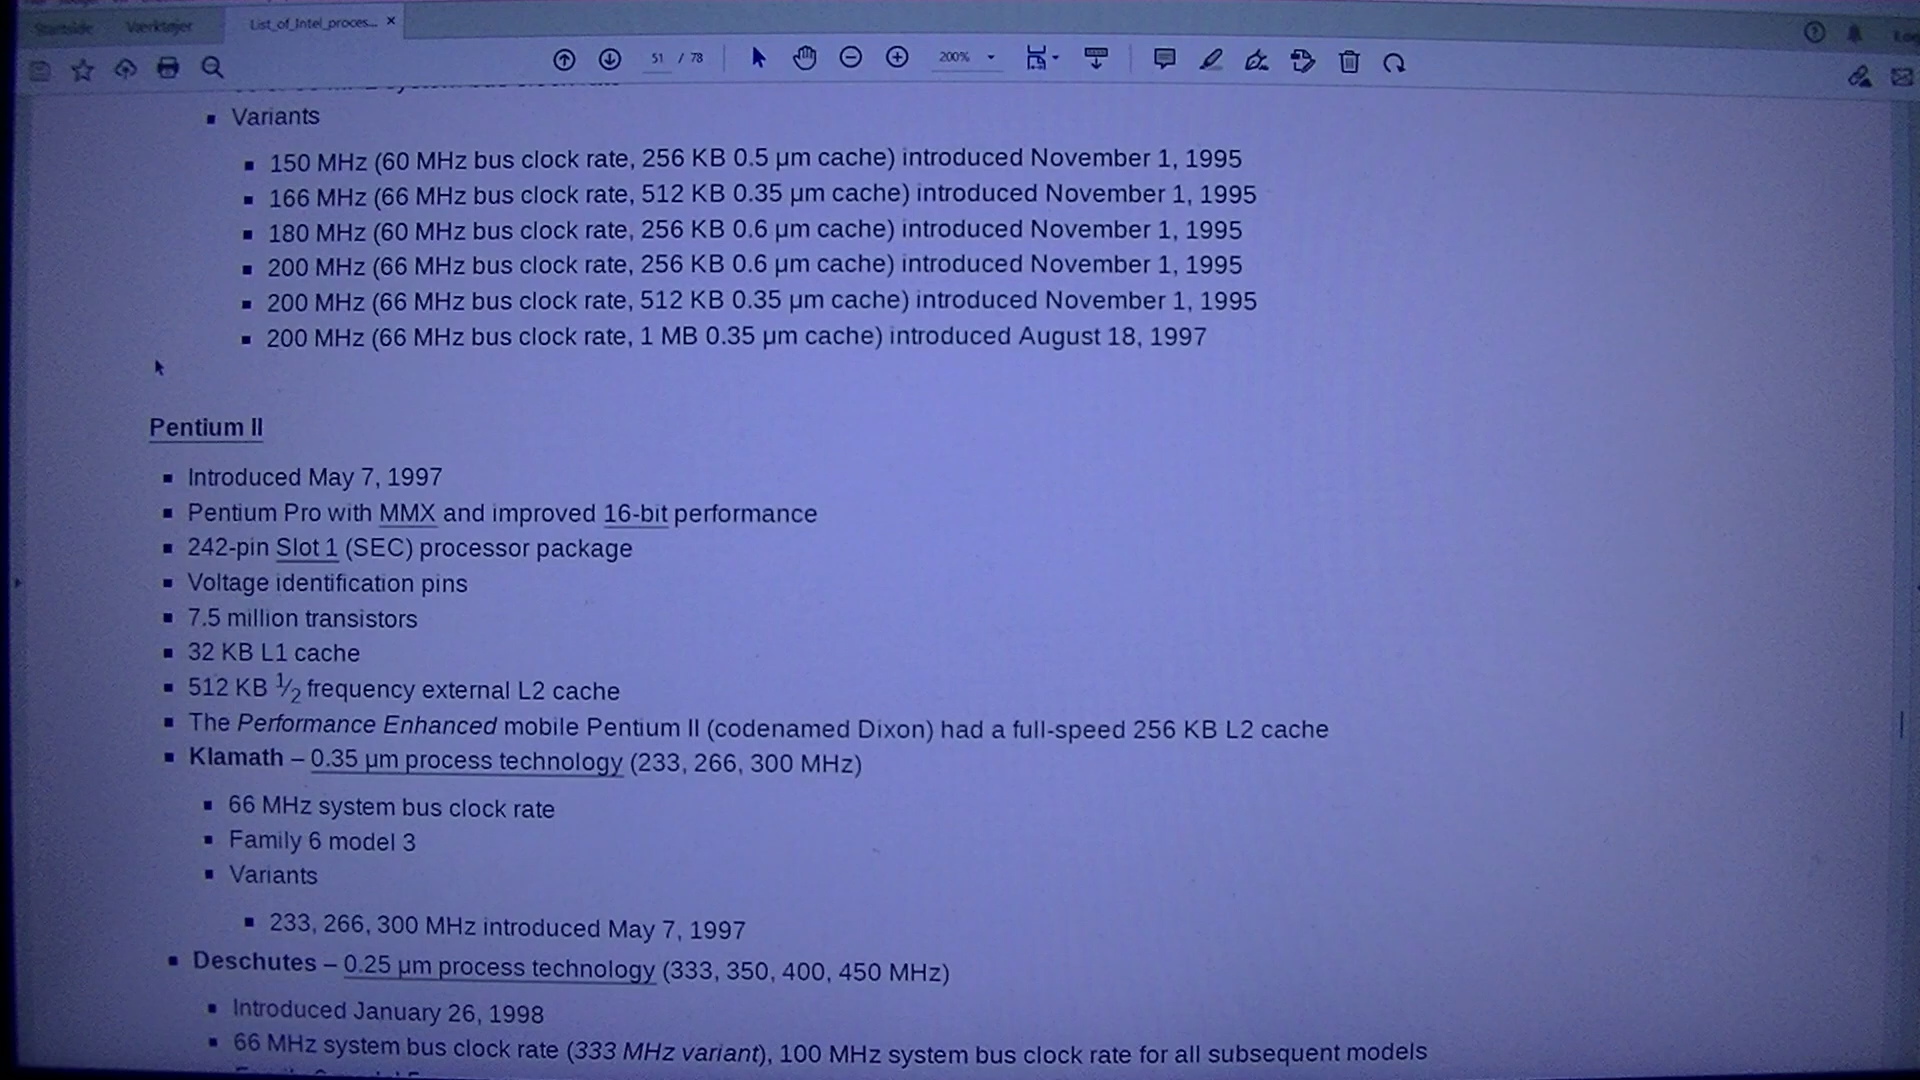 Startside Værktøjer List_of_Intel_proces... ×
51 / 78 200%
Variants
150 MHz (60 MHz bus clock rate, 256 KB 0.5 µm cache) introduced November 1, 1995
166 MHz (66 MHz bus clock rate, 512 KB 0.35 µm cache) introduced November 1, 1995
180 MHz (60 MHz bus clock rate, 256 KB 0.6 µm cache) introduced November 1, 1995
200 MHz (66 MHz bus clock rate, 256 KB 0.6 µm cache) introduced November 1, 1995
200 MHz (66 MHz bus clock rate, 512 KB 0.35 µm cache) introduced November 1, 1995
200 MHz (66 MHz bus clock rate, 1 MB 0.35 µm cache) introduced August 18, 1997
Pentium II
Introduced May 7, 1997
Pentium Pro with MMX and improved 16-bit performance
242-pin Slot 1 (SEC) processor package
Voltage identification pins
7.5 million transistors
32 KB L1 cache
512 KB 1⁄2 frequency external L2 cache
The Performance Enhanced mobile Pentium II (codenamed Dixon) had a full-speed 256 KB L2 cache
Klamath – 0.35 µm process technology (233, 266, 300 MHz)
66 MHz system bus clock rate
Family 6 model 3
Variants
233, 266, 300 MHz introduced May 7, 1997
Deschutes – 0.25 µm process technology (333, 350, 400, 450 MHz)
Introduced January 26, 1998
66 MHz system bus clock rate (333 MHz variant), 100 MHz system bus clock rate for all subsequent models